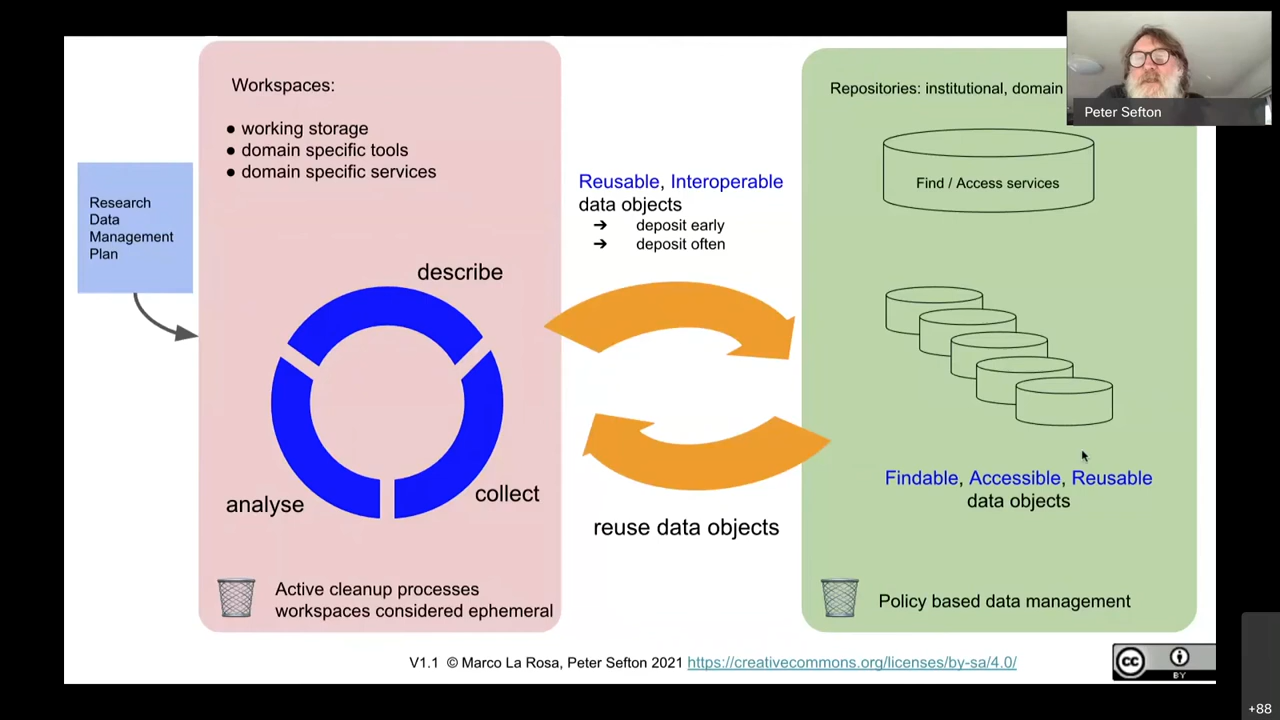 Workspaces:
● working storage
● domain specific tools
● domain specific services
Research
Data
Management
Plan
describe
analyse
collect
Active cleanup processes
workspaces considered ephemeral
Reusable, Interoperable
data objects
➔ deposit early
➔ deposit often
reuse data objects
Repositories: institutional, domain
Find / Access services
Findable, Accessible, Reusable
data objects
Policy based data management
V1.1 © Marco La Rosa, Peter Sefton 2021 https://creativecommons.org/licenses/by-sa/4.0/
cc
BY
Peter Sefton
+88